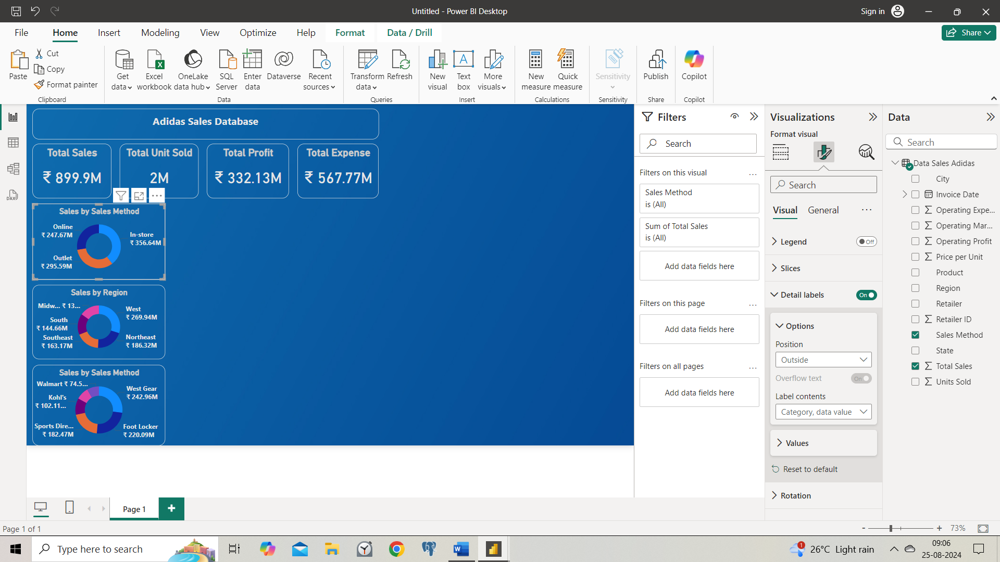 Untitled - Power BI Desktop
Sign in
File
Home
Insert
Modeling
View
Optimize
Help
Format
Data / Drill
Share
Paste
Cut
Copy
Format painter
Clipboard
Get data
Excel workbook
OneLake data hub
SQL Server
Enter data
Dataverse
Recent sources
Data
Transform data
Refresh
Queries
New visual
Text box
More visuals
Insert
New measure
Quick measure
Calculations
Sensitivity
Sensitivity
Publish
Share
Copilot
Copilot
Adidas Sales Database
Total Sales
₹ 899.9M
Total Unit Sold
2M
Total Profit
₹ 332.13M
Total Expense
₹ 567.77M
Sales by Sales Method
Online
₹ 247.67M
In-store
₹ 356.64M
Outlet
₹ 295.59M
Sales by Region
Midw... ₹ 13...
West
₹ 269.94M
South
₹ 144.66M
Southeast
₹ 163.17M
Northeast
₹ 186.32M
Sales by Sales Method
Walmart ₹ 74.5...
West Gear
₹ 242.96M
Kohl's
₹ 102.11...
Sports Dire...
₹ 182.47M
Foot Locker
₹ 220.09M
Filters
Search
Filters on this visual
Sales Method
is (All)
Sum of Total Sales
is (All)
Add data fields here
Filters on this page
Add data fields here
Filters on all pages
Add data fields here
Visualizations
Format visual
Search
Visual
General
Legend
Off
Slices
Detail labels
On
Options
Position
Outside
Overflow text
On
Label contents
Category, data value
Values
Reset to default
Rotation
Data
Search
Data Sales Adidas
City
Invoice Date
Operating Expe...
Operating Mar...
Operating Profit
Price per Unit
Product
Region
Retailer
Retailer ID
Sales Method
State
Total Sales
Units Sold
DAX
Page 1
Page 1 of 1
73%
Type here to search
1
26°C Light rain
09:06
25-08-2024